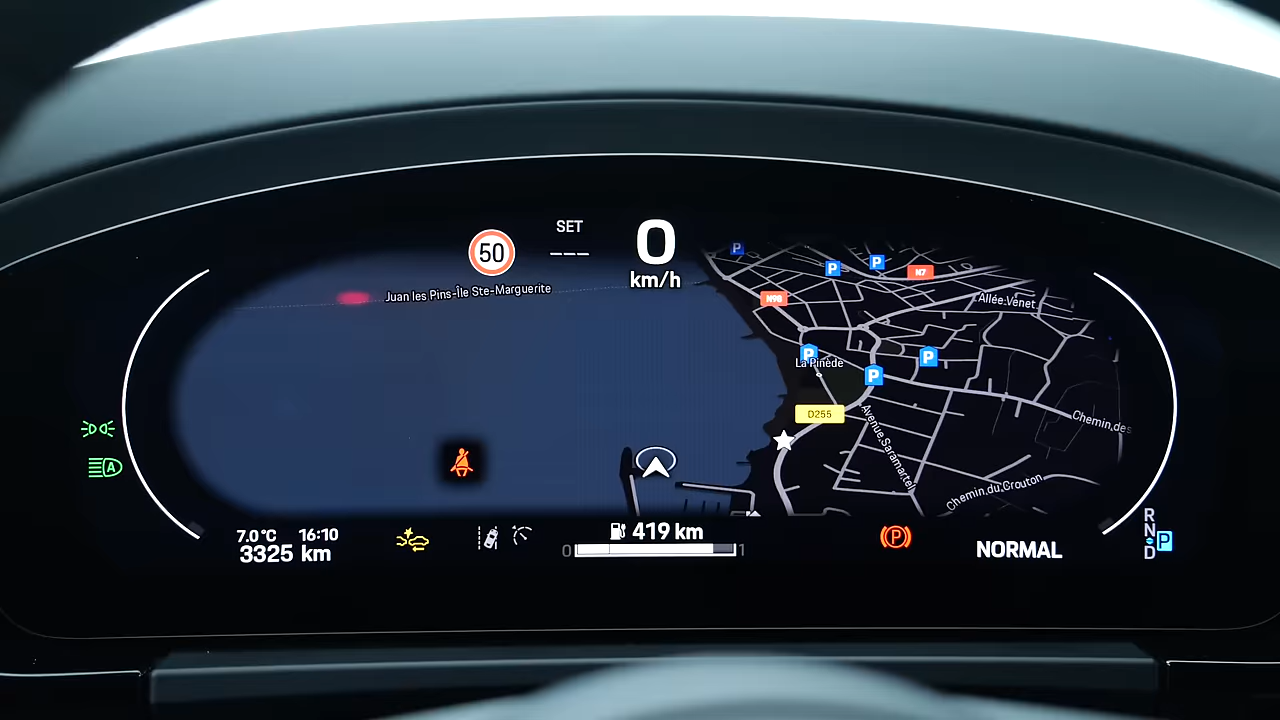 SET
50
---
0
km/h
P
P
P
N7
Juan les Pins-Île Ste-Marguerite
N98
Allée Venet
P
La Pinède
P
P
D255
Chemin des
Avenue Saramartel
A
Chemin du Crouton
7.0°C 16:10
3325 km
419 km
0 1
P
NORMAL
R
N
P
D